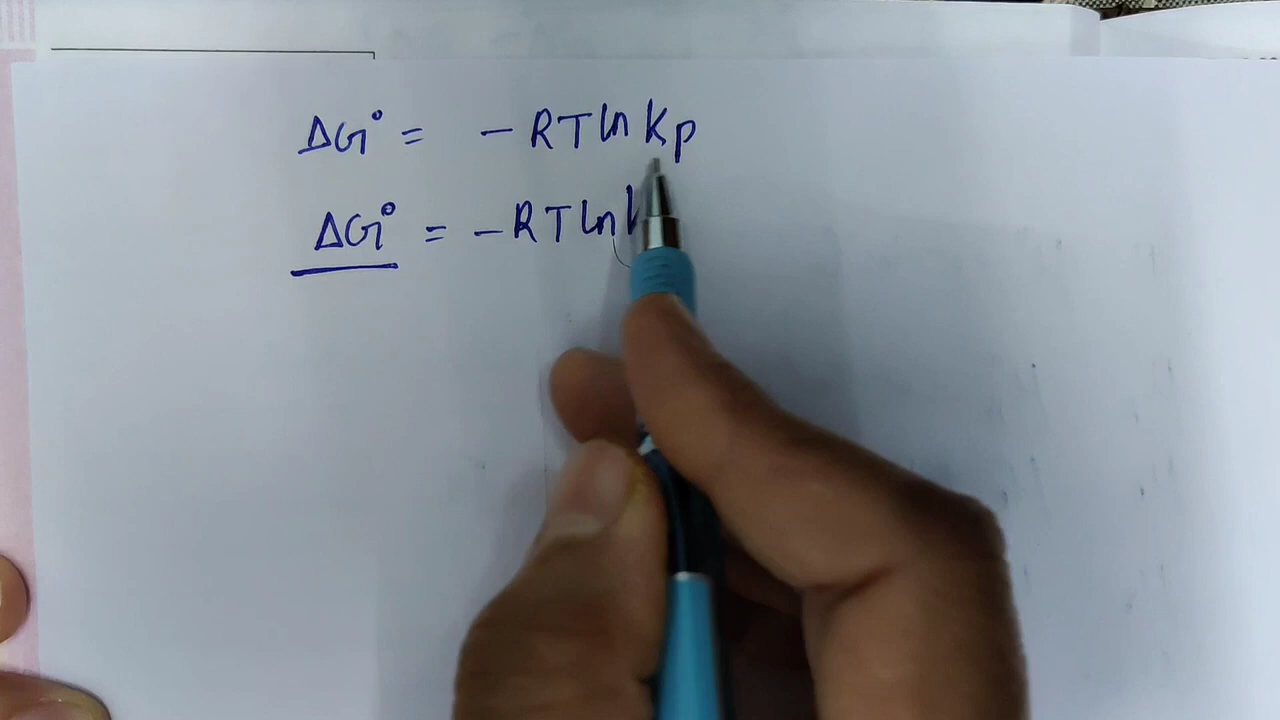 ΔG° = - RT ln Kp
ΔG° = - RT ln